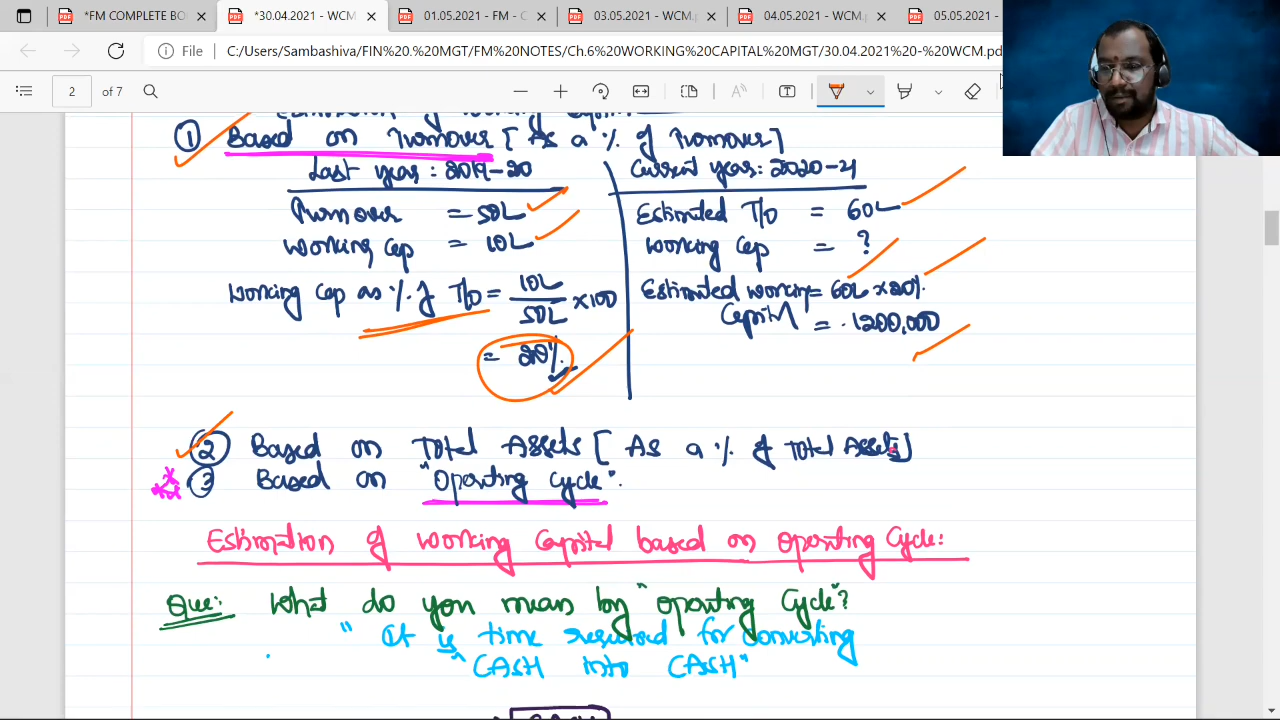 *FM COMPLETE BO
*30.04.2021 - WCM
01.05.2021 - FM - C
03.05.2021 - WCM.p
04.05.2021 - WCM.p
05.05.2021 -
File
C:/Users/Sambashiva/FIN%20.%20MGT/FM%20NOTES/Ch.6%20WORKING%20CAPITAL%20MGT/30.04.2021%20-%20WCM.pd
2 of 7
① Based on Turnover [As a % of Turnover]
Last year: 2019-20
Turnover = 50L
Working Cap = 10L
Working Cap as % of T/O = 10L/50L x100
= 20%.
Current year: 2020-21
Estimated T/O = 60L
Working Cap = ?
Estimated working = 60L x 20%.
Capital = 1200,000
② Based on Total Assets [As a % of Total Assets]
③ Based on "Operating Cycle".
Estimation of Working Capital based on Operating Cycle:
Que: What do you mean by "Operating Cycle"?
" It is time required for converting
"CASH into CASH"